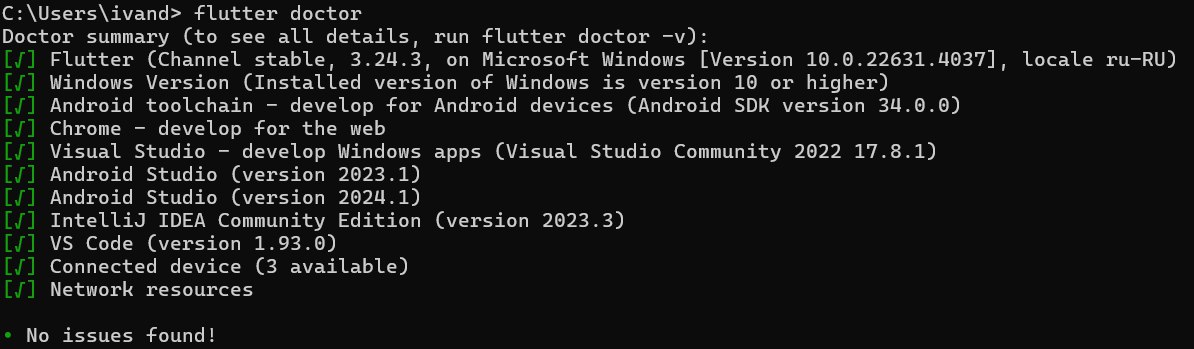 C:\Users\ivand> flutter doctor
Doctor summary (to see all details, run flutter doctor -v):
[√] Flutter (Channel stable, 3.24.3, on Microsoft Windows [Version 10.0.22631.4037], locale ru-RU)
[√] Windows Version (Installed version of Windows is version 10 or higher)
[√] Android toolchain - develop for Android devices (Android SDK version 34.0.0)
[√] Chrome - develop for the web
[√] Visual Studio - develop Windows apps (Visual Studio Community 2022 17.8.1)
[√] Android Studio (version 2023.1)
[√] Android Studio (version 2024.1)
[√] IntelliJ IDEA Community Edition (version 2023.3)
[√] VS Code (version 1.93.0)
[√] Connected device (3 available)
[√] Network resources
• No issues found!